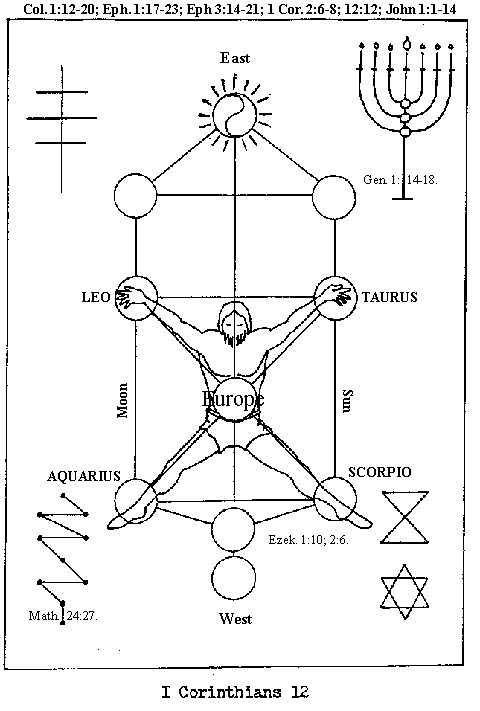 Col. 1:12-20; Eph. 1:17-23; Eph 3:14-21; 1 Cor. 2:6-8; 12:12; John 1:1-14
East
Gen. 1: 14-18.
LEO
TAURUS
Europe
Moon
Sun
AQUARIUS
SCORPIO
Ezek. 1:10; 2:6.
Math. 24:27.
West
I Corinthians 12